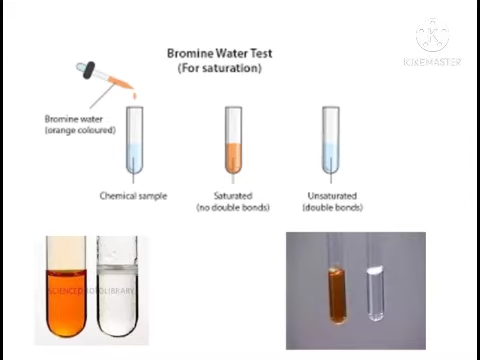 Bromine Water Test
(For saturation)
Bromine water
(orange coloured)
Chemical sample
Saturated
(no double bonds)
Unsaturated
(double bonds)
K
KINEMASTER